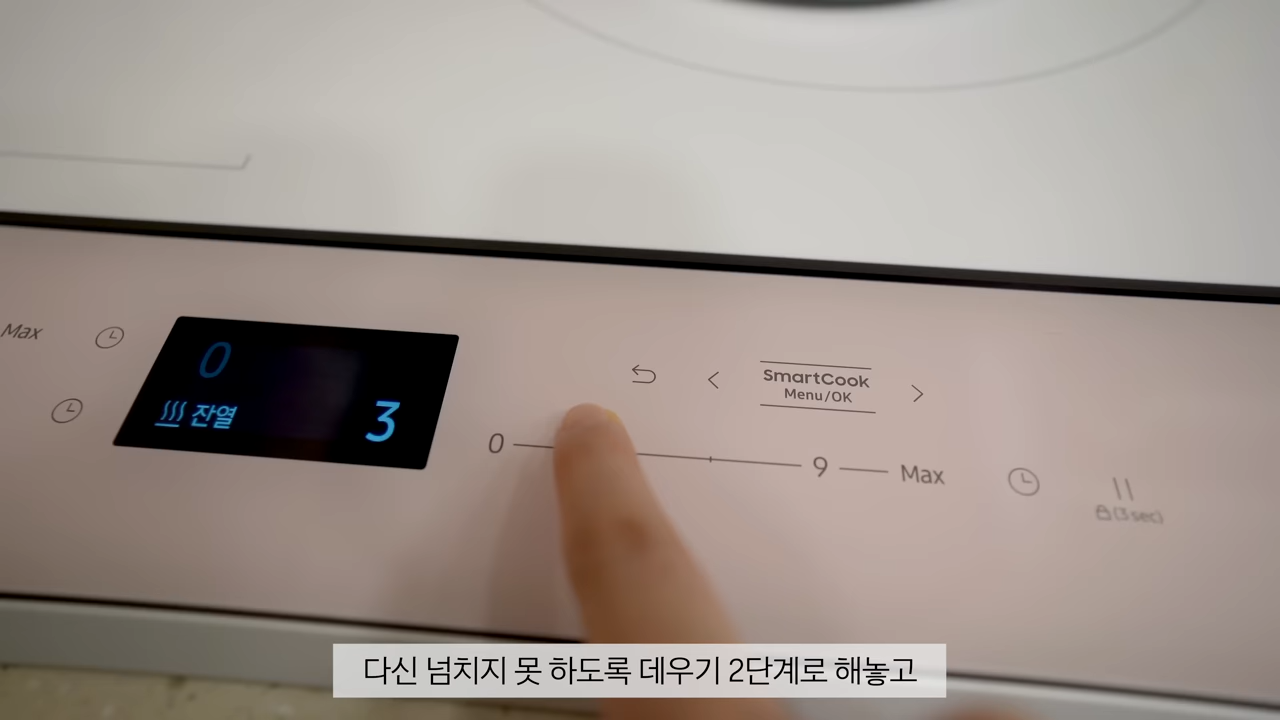 Max
0
잔열
3
SmartCook
Menu/OK
0
9
Max
(3 sec)
다신 넘치지 못 하도록 데우기 2단계로 해놓고